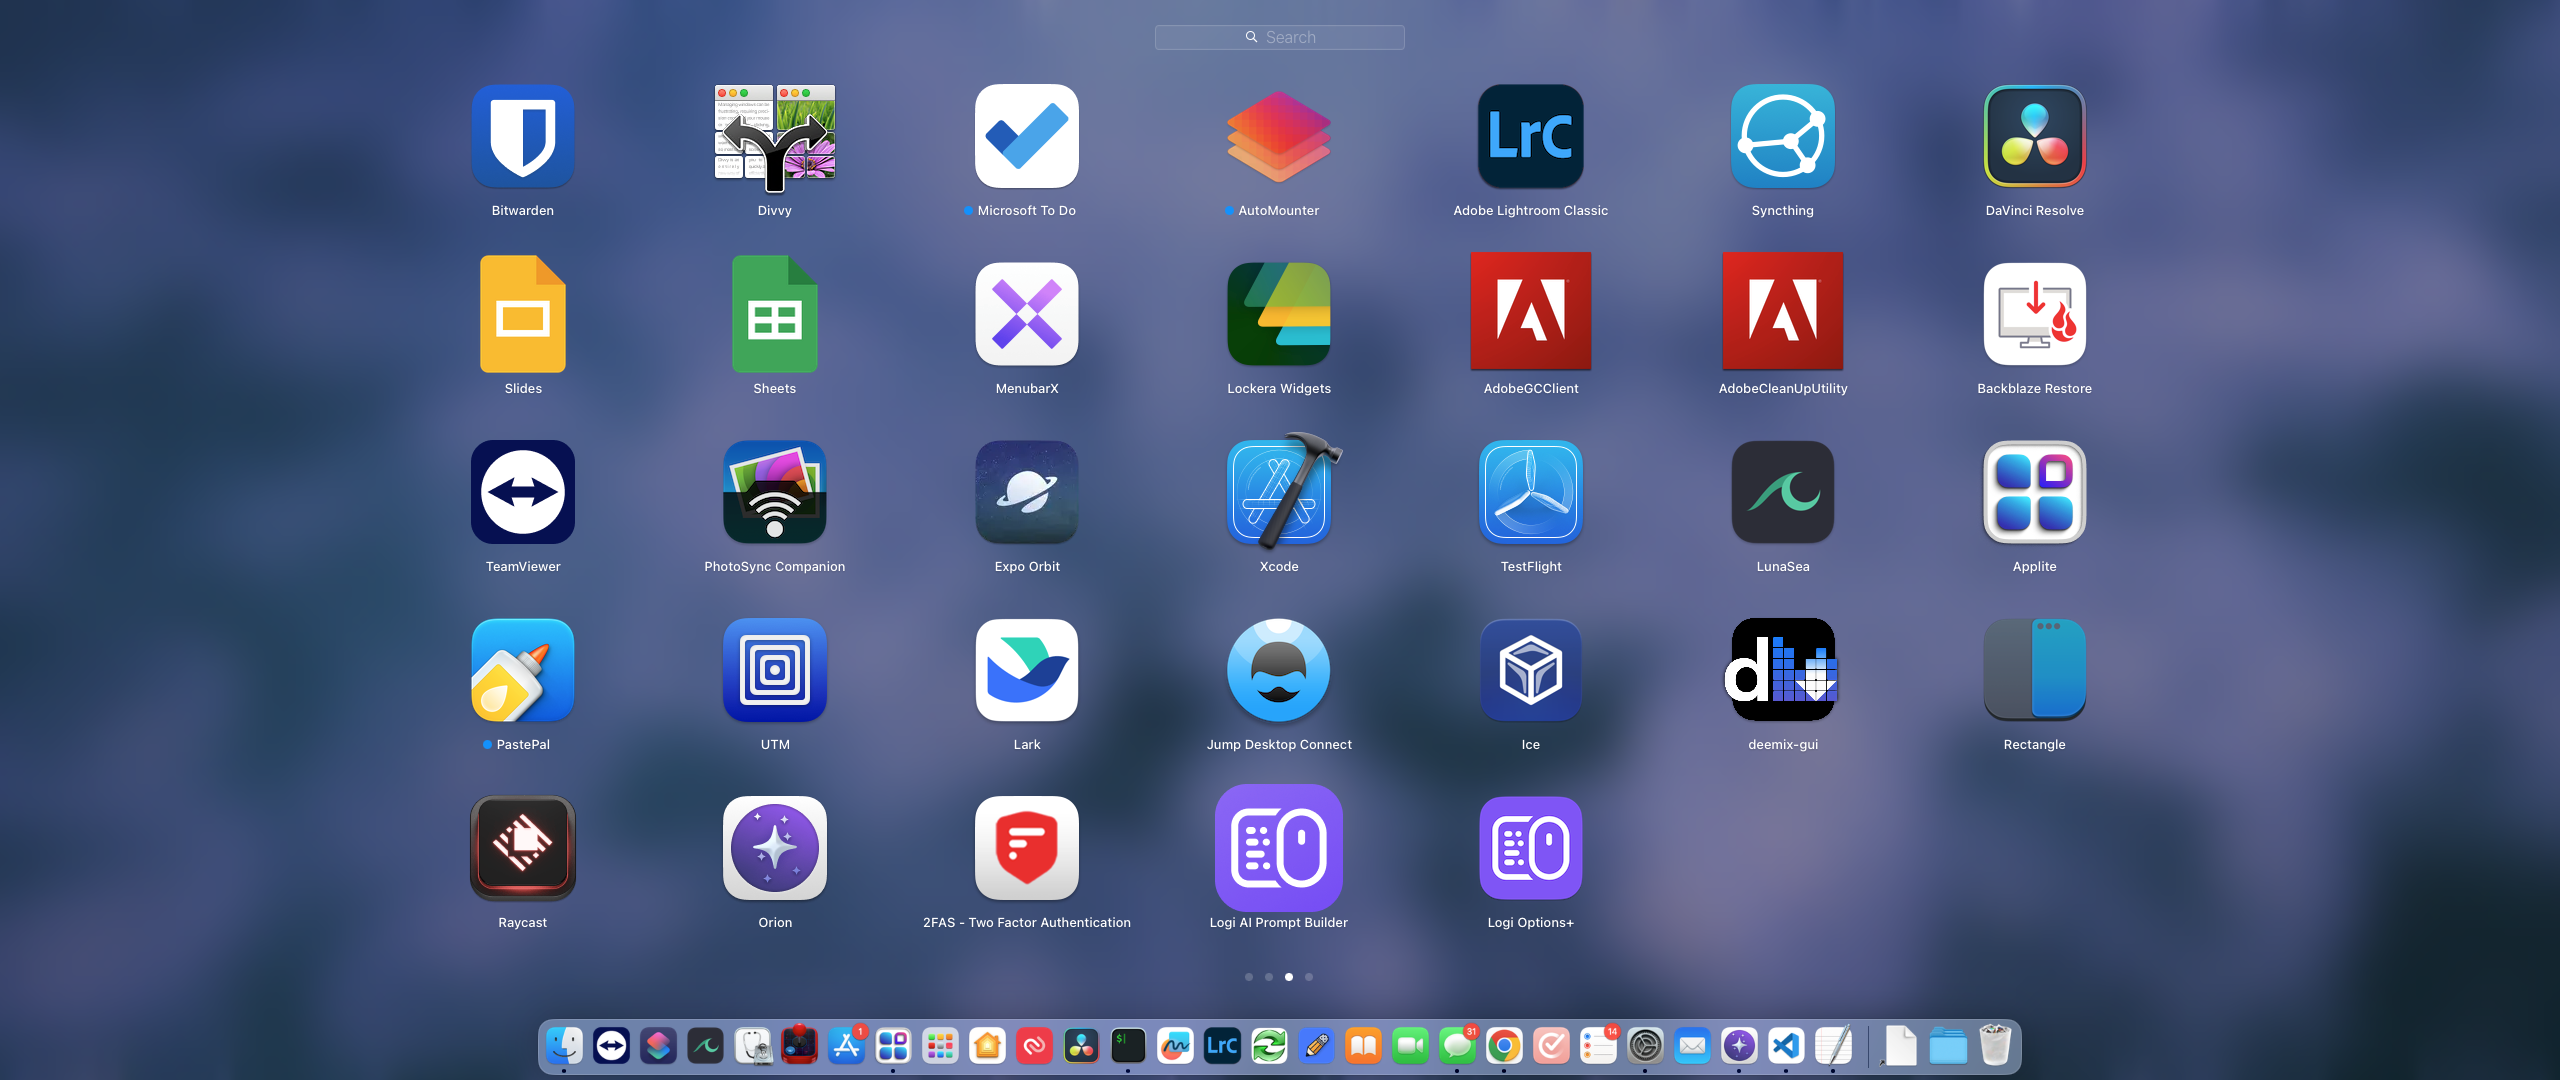 Search
Bitwarden
Divvy
Microsoft To Do
AutoMounter
LrC
Adobe Lightroom Classic
Syncthing
DaVinci Resolve
Slides
Sheets
MenubarX
Lockera Widgets
AdobeGCClient
AdobeCleanUpUtility
Backblaze Restore
TeamViewer
PhotoSync Companion
Expo Orbit
Xcode
TestFlight
LunaSea
Applite
PastePal
UTM
Lark
Jump Desktop Connect
Ice
d
deemix-gui
Rectangle
Raycast
Orion
2FAS - Two Factor Authentication
Logi AI Prompt Builder
Logi Options+
1
$
LrC
31
14